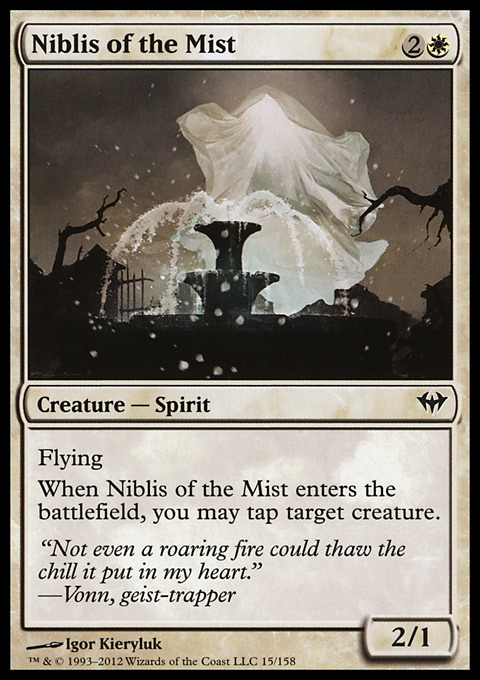 Niblis of the Mist 2
Creature — Spirit
Flying
When Niblis of the Mist enters the
battlefield, you may tap target creature.
“Not even a roaring fire could thaw the
chill it put in my heart.”
—Vonn, geist-trapper
2/1
Igor Kieryluk
™ & © 1993–2012 Wizards of the Coast LLC 15/158